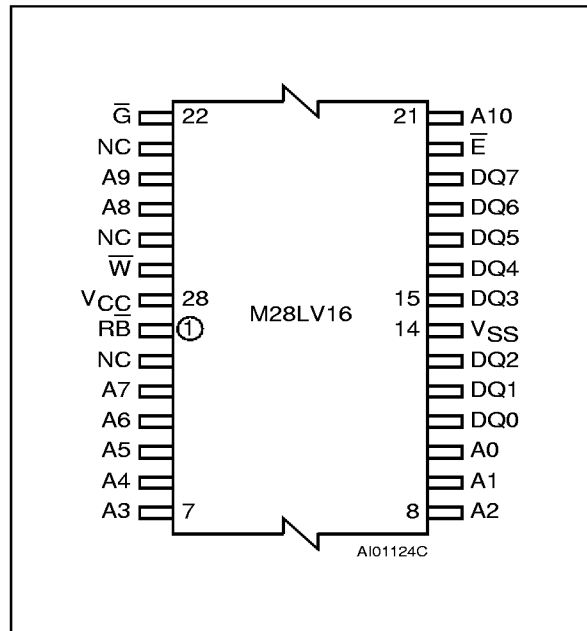 G̅ 22 21 A10
NC E̅
A9 DQ7
A8 DQ6
NC DQ5
W̅ DQ4
VCC 28 15 DQ3
M28LV16
RB̅ 1 14 VSS
NC DQ2
A7 DQ1
A6 DQ0
A5 A0
A4 A1
A3 7 8 A2
AI01124C